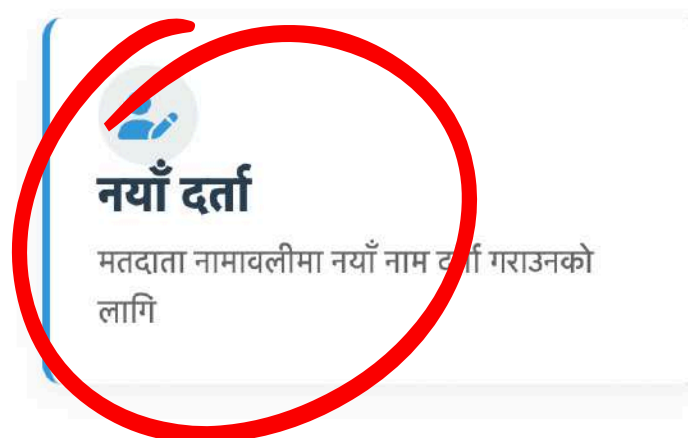 नयाँ दर्ता
मतदाता नामावलीमा नयाँ नाम दर्ता गराउनको
लागि